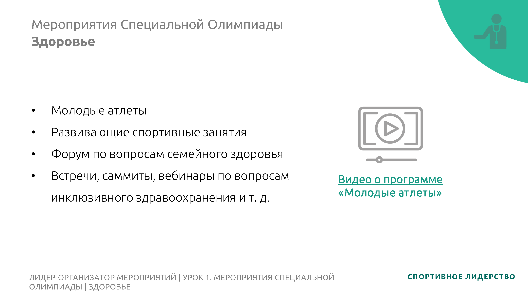 Мероприятия Специальной Олимпиады
Здоровье
• Молодые атлеты
• Развивающие спортивные занятия
• Форум по вопросам семейного здоровья
• Встречи, саммиты, вебинары по вопросам
инклюзивного здравоохранения и т. д.
Видео о программе
«Молодые атлеты»
ЛИДЕР-ОРГАНИЗАТОР МЕРОПРИЯТИЙ | УРОК 1. МЕРОПРИЯТИЯ СПЕЦИАЛЬНОЙ
ОЛИМПИАДЫ | ЗДОРОВЬЕ
СПОРТИВНОЕ ЛИДЕРСТВО